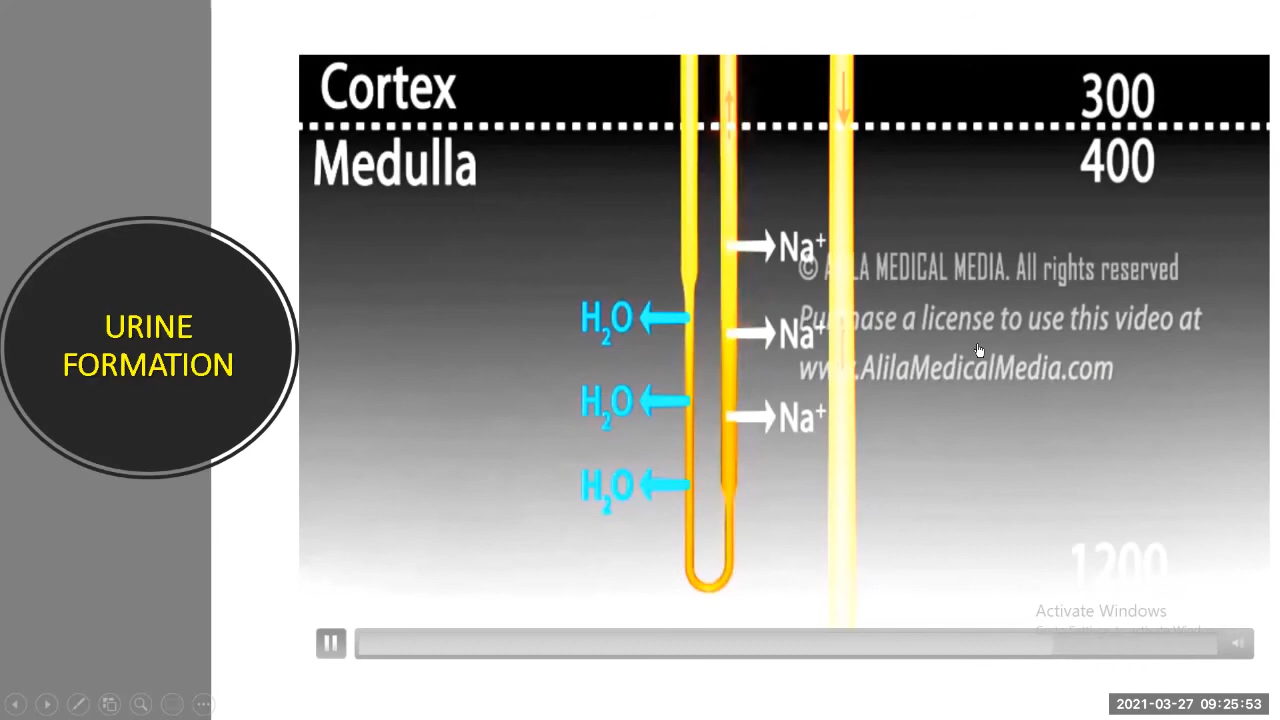 URINE
FORMATION
Cortex
300
Medulla
400
Na+
© ALILA MEDICAL MEDIA. All rights reserved
H2O
Na+
Purchase a license to use this video at
www.AlilaMedicalMedia.com
H2O
Na+
H2O
1200
Activate Windows
2021-03-27 09:25:53